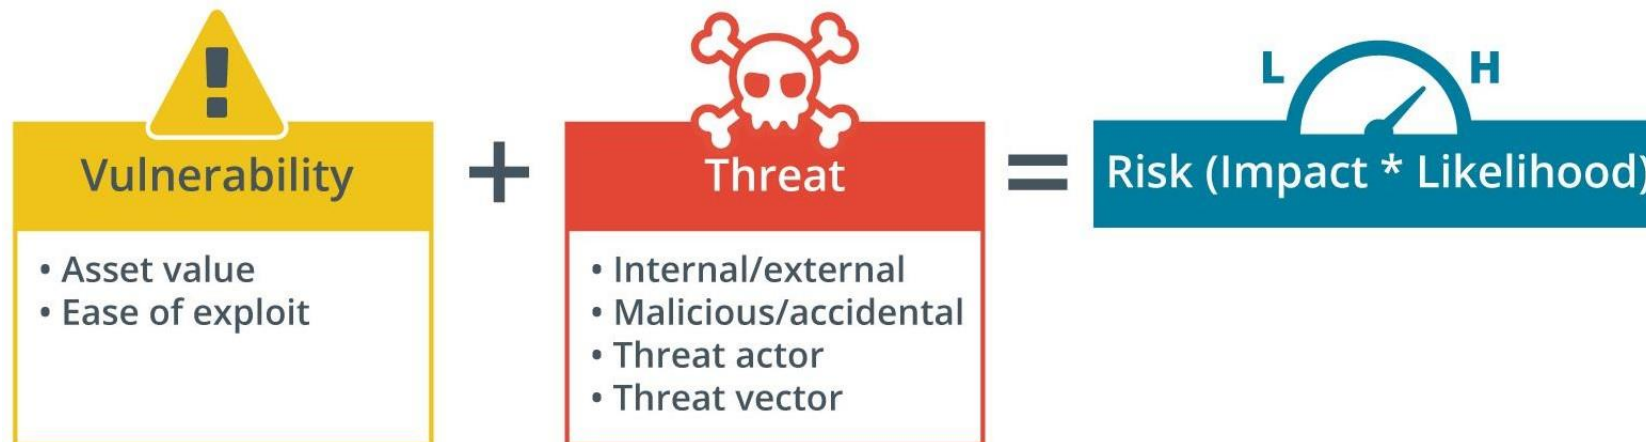 !
Vulnerability
• Asset value
• Ease of exploit
+
Threat
• Internal/external
• Malicious/accidental
• Threat actor
• Threat vector
=
L H
Risk (Impact * Likelihood)